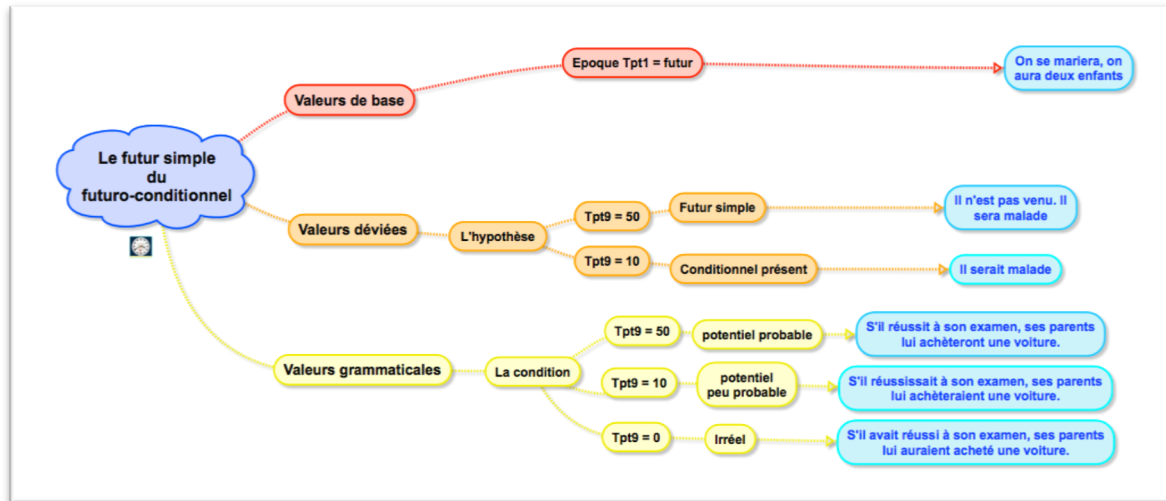 Le futur simple
du
futuro-conditionnel
Valeurs de base
Epoque Tpt1 = futur
On se mariera, on
aura deux enfants
Valeurs déviées
L'hypothèse
Tpt9 = 50
Futur simple
Il n'est pas venu. Il
sera malade
Tpt9 = 10
Conditionnel présent
Il serait malade
Valeurs grammaticales
La condition
Tpt9 = 50
potentiel probable
S'il réussit à son examen, ses parents
lui achèteront une voiture.
Tpt9 = 10
potentiel
peu probable
S'il réussissait à son examen, ses parents
lui achèteraient une voiture.
Tpt9 = 0
Irréel
S'il avait réussi à son examen, ses parents
lui auraient acheté une voiture.